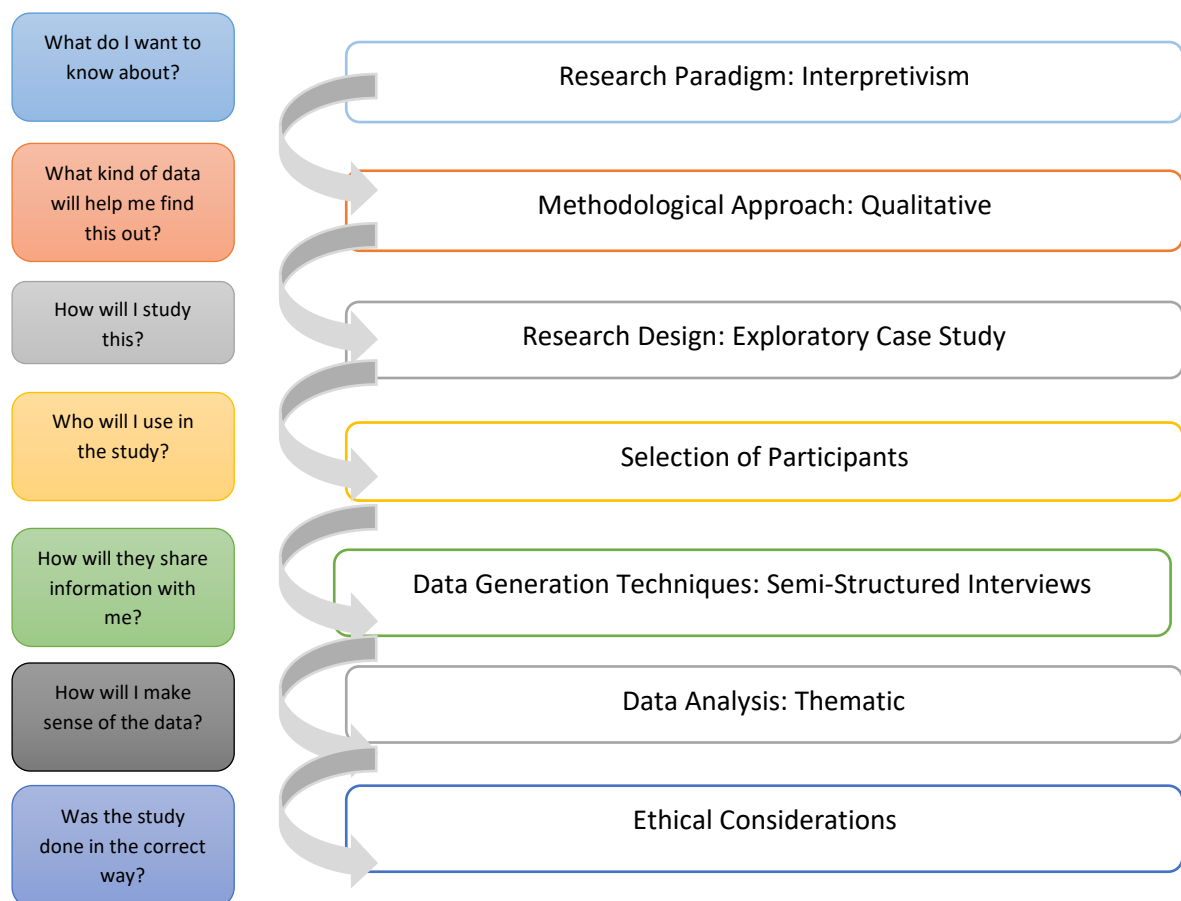 What do I want to
know about?
Research Paradigm: Interpretivism
What kind of data
will help me find
this out?
Methodological Approach: Qualitative
How will I study
this?
Research Design: Exploratory Case Study
Who will I use in
the study?
Selection of Participants
How will they share
information with
me?
Data Generation Techniques: Semi-Structured Interviews
How will I make
sense of the data?
Data Analysis: Thematic
Was the study
done in the correct
way?
Ethical Considerations